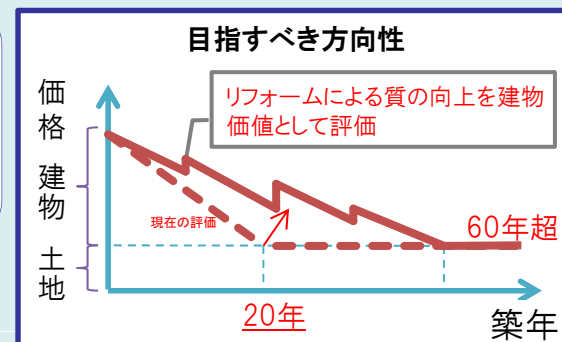 目指すべき方向性
リフォームによる質の向上を建物
価値として評価
価格
建物
土地
現在の評価
60年超
20年
築年